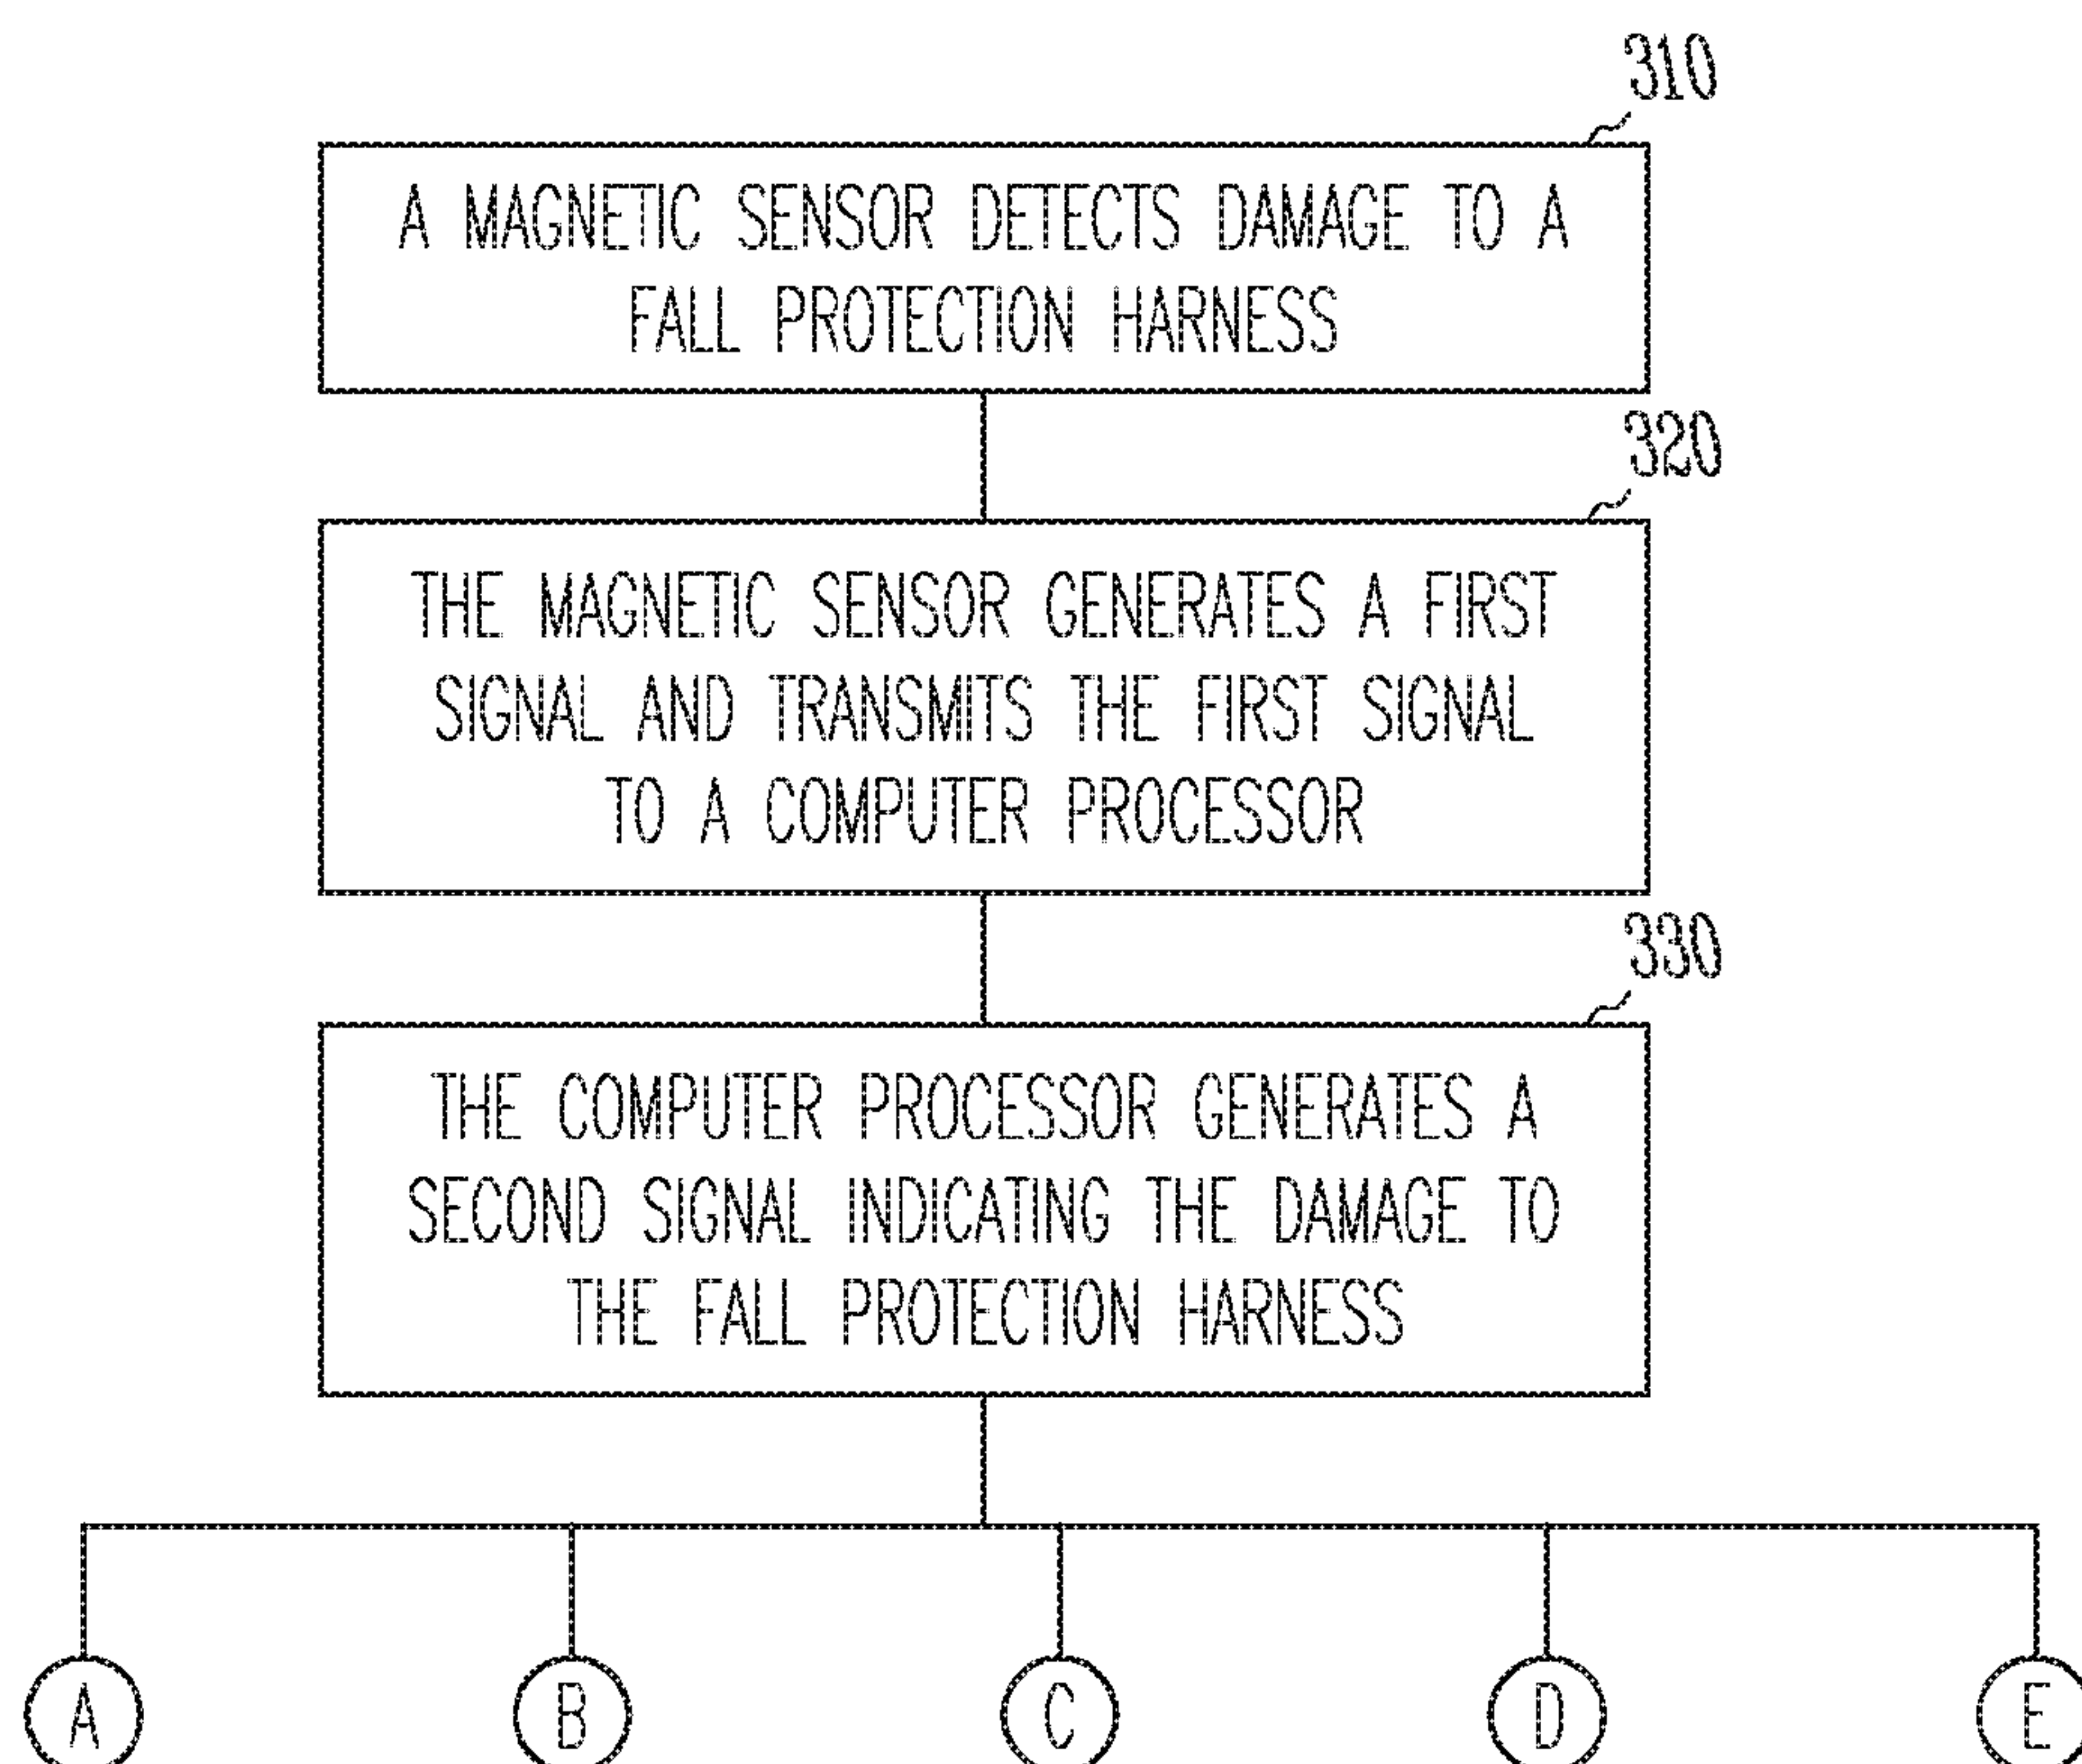 310
A MAGNETIC SENSOR DETECTS DAMAGE TO A
FALL PROTECTION HARNESS
320
THE MAGNETIC SENSOR GENERATES A FIRST
SIGNAL AND TRANSMITS THE FIRST SIGNAL
TO A COMPUTER PROCESSOR
330
THE COMPUTER PROCESSOR GENERATES A
SECOND SIGNAL INDICATING THE DAMAGE TO
THE FALL PROTECTION HARNESS
A B C D E